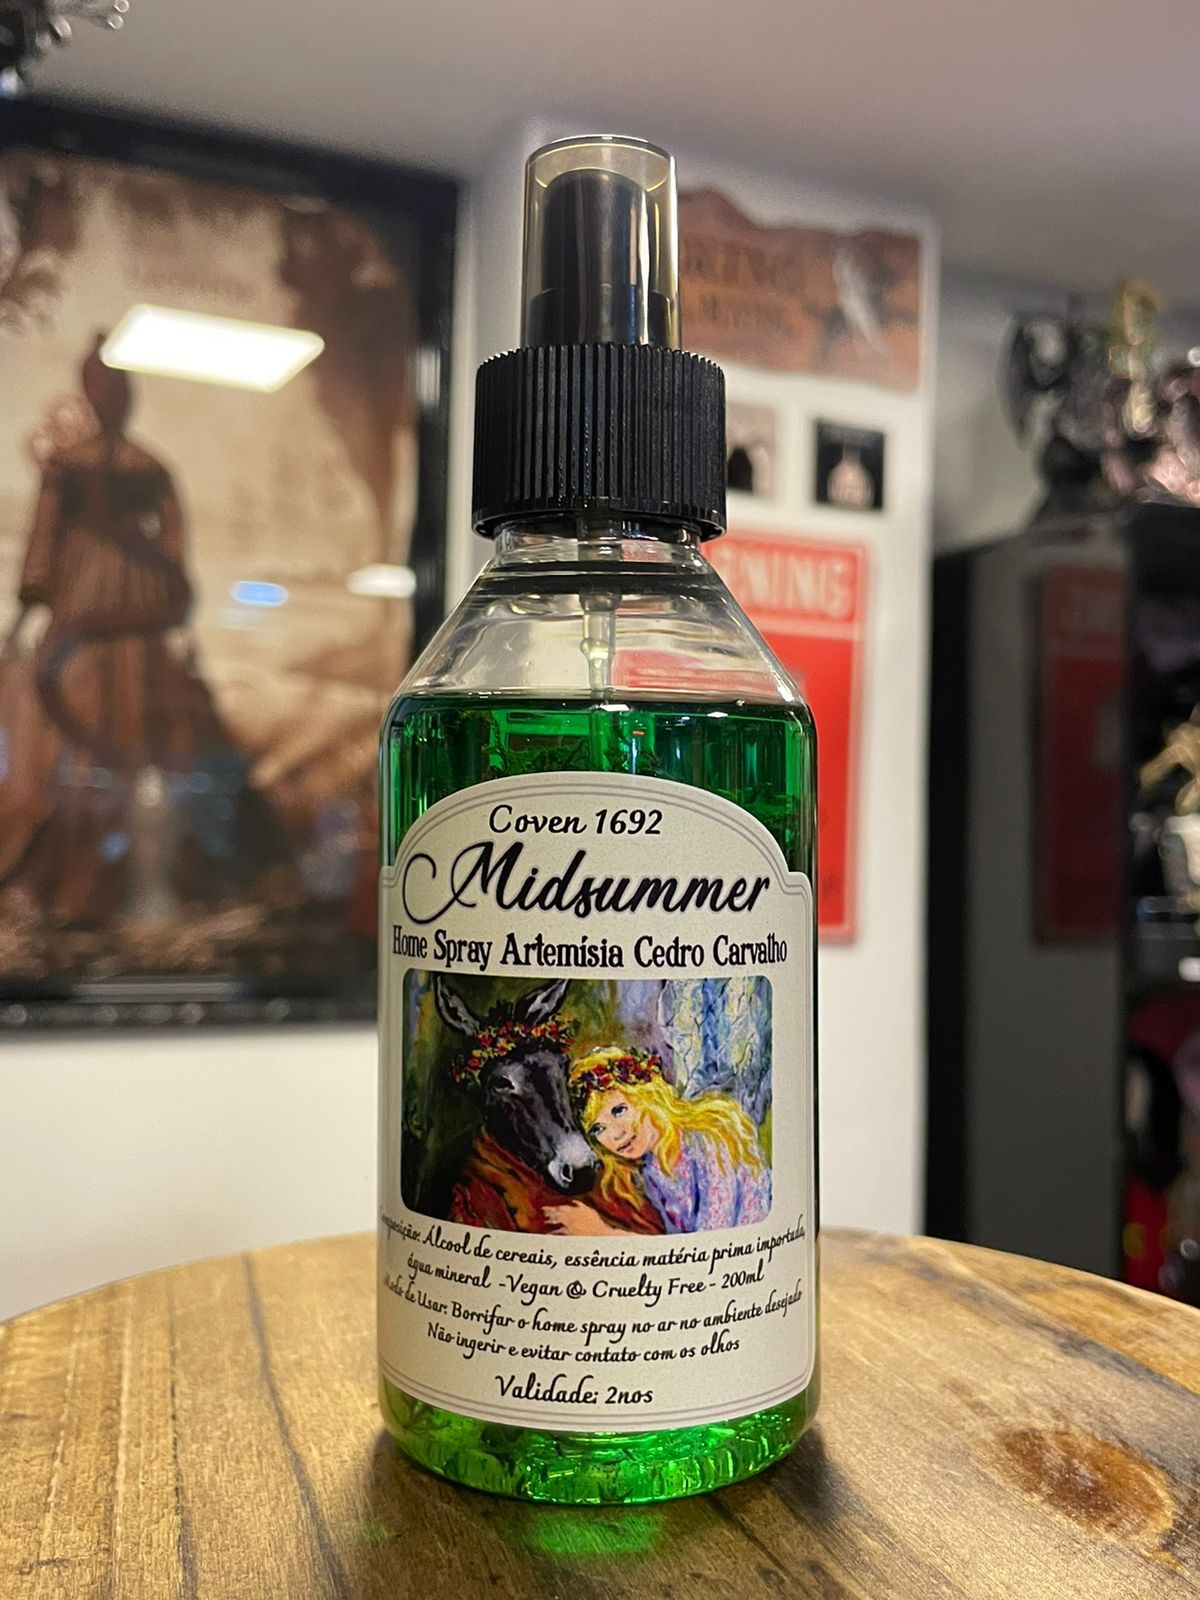 Coven 1692
Midsummer
Home Spray Artemísia Cedro Carvalho
Composição: Álcool de cereais, essência matéria prima importada,
água mineral -Vegan & Cruelty Free - 200ml
Modo de Usar: Borrifar o home spray no ar no ambiente desejado
Não ingerir e evitar contato com os olhos
Validade: 2nos